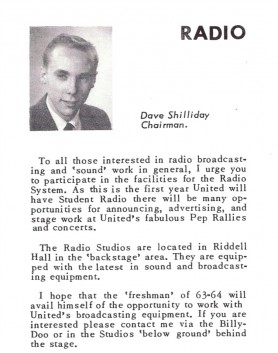 RADIO
Dave Shilliday
Chairman.
To all those interested in radio broadcast-
ing and 'sound' work in general, I urge you
to participate in the facilities for the Radio
System. As this is the first year United will
have Student Radio there will be many op-
portunities for announcing, advertising, and
stage work at United's fabulous Pep Rallies
and concerts.
The Radio Studios are located in Riddell
Hall in the 'backstage' area. They are equip-
ped with the latest in sound and broadcast-
ing equipment.
I hope that the 'freshman' of 63-64 will
avail himself of the opportunity to work with
United's broadcasting equipment. If you are
interested please contact me via the Billy-
Doo or in the Studios 'below ground' behind
the stage.